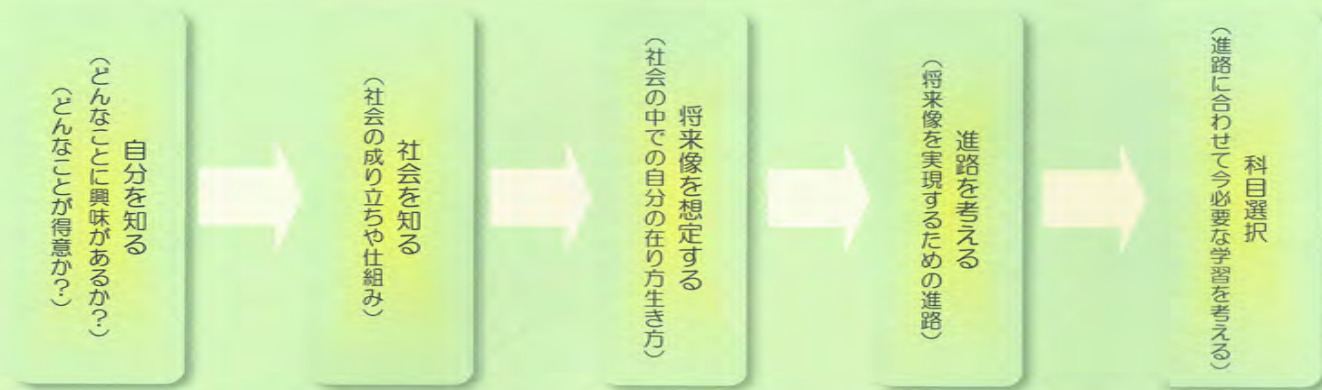 自分を知る
（どんなことに興味があるか？）
（どんなことが得意か？）
社会を知る
（社会の成り立ちや仕組み）
将来像を想定する
（社会の中での自分の在り方生き方）
進路を考える
（将来像を実現するための進路）
科目選択
（進路に合わせて今必要な学習を考える）